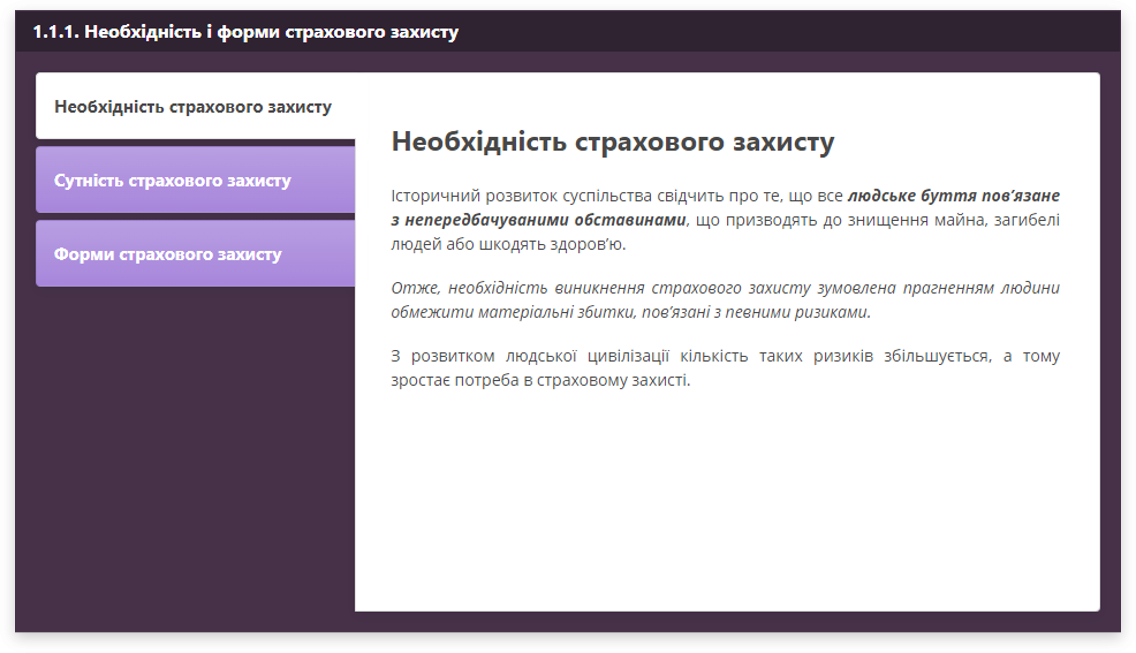 1.1.1. Необхідність і форми страхового захисту
Необхідність страхового захисту
Сутність страхового захисту
Форми страхового захисту
Необхідність страхового захисту
Історичний розвиток суспільства свідчить про те, що все людське буття пов’язане
з непередбачуваними обставинами, що призводять до знищення майна, загибелі
людей або шкодять здоров’ю.
Отже, необхідність виникнення страхового захисту зумовлена прагненням людини
обмежити матеріальні збитки, пов’язані з певними ризиками.
З розвитком людської цивілізації кількість таких ризиків збільшується, а тому
зростає потреба в страховому захисті.